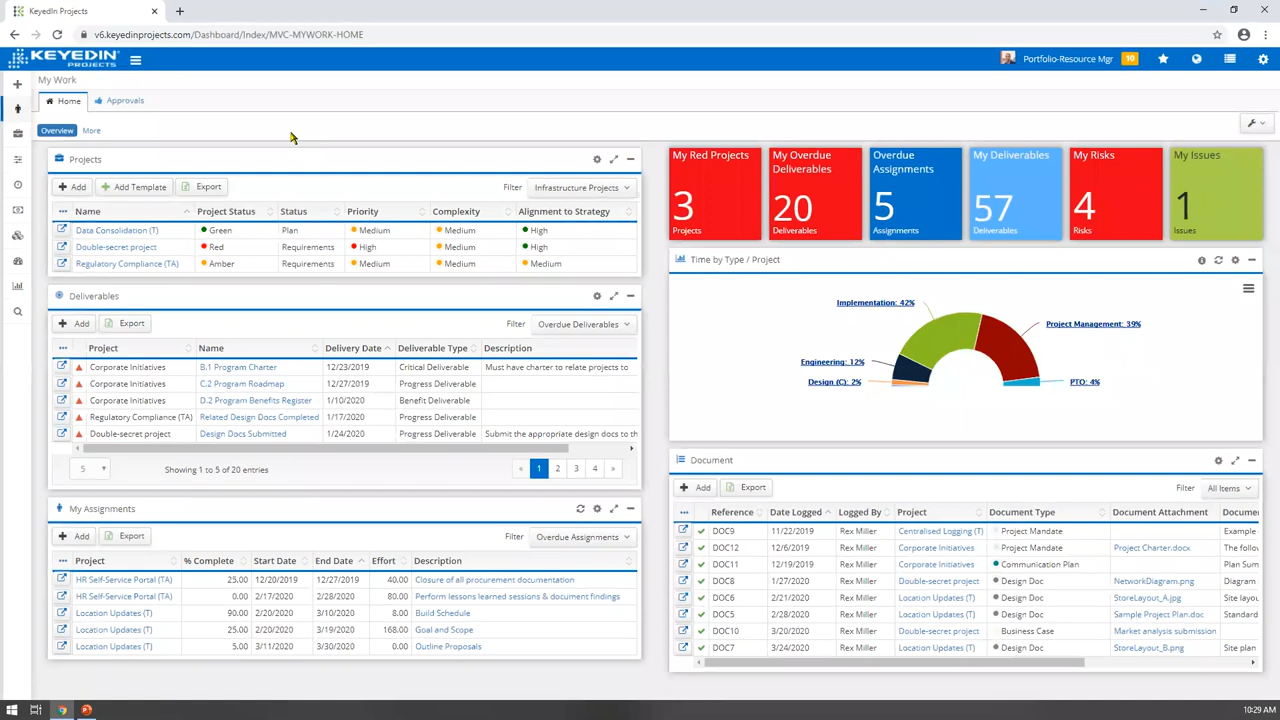 KeyedIn Projects
v6.keyedinprojects.com/Dashboard/Index/MVC-MYWORK-HOME
KEYEDIN PROJECTS
Portfolio-Resource Mgr 10
My Work
Home Approvals
Overview More
Projects
Add Add Template Export Filter Infrastructure Projects
Name Project Status Status Priority Complexity Alignment to Strategy
Data Consolidation (T) Green Plan Medium Medium High
Double-secret project Red Requirements High Medium High
Regulatory Compliance (TA) Amber Requirements Medium Medium Medium
Deliverables
Add Export Filter Overdue Deliverables
Project Name Delivery Date Deliverable Type Description
Corporate Initiatives B.1 Program Charter 12/23/2019 Critical Deliverable Must have charter to relate projects to
Corporate Initiatives C.2 Program Roadmap 12/27/2019 Progress Deliverable
Corporate Initiatives D.2 Program Benefits Register 1/10/2020 Benefit Deliverable
Regulatory Compliance (TA) Related Design Docs Completed 1/17/2020 Progress Deliverable
Double-secret project Design Docs Submitted 1/24/2020 Progress Deliverable Submit the appropriate design docs to th
5 Showing 1 to 5 of 20 entries « 1 2 3 4 »
My Assignments
Add Export Filter Overdue Assignments
Project % Complete Start Date End Date Effort Description
HR Self-Service Portal (TA) 25.00 12/20/2019 12/27/2019 40.00 Closure of all procurement documentation
HR Self-Service Portal (TA) 0.00 2/17/2020 2/28/2020 80.00 Perform lessons learned sessions & document findings
Location Updates (T) 90.00 2/20/2020 3/10/2020 8.00 Build Schedule
Location Updates (T) 25.00 2/20/2020 3/19/2020 168.00 Goal and Scope
Location Updates (T) 5.00 3/11/2020 3/30/2020 0.00 Outline Proposals
My Red Projects
3
Projects
My Overdue Deliverables
20
Deliverables
Overdue Assignments
5
Assignments
My Deliverables
57
Deliverables
My Risks
4
Risks
My Issues
1
Issues
Time by Type / Project
Implementation: 42%
Project Management: 39%
Engineering: 12%
Design (C): 2%
PTO: 4%
Document
Add Export Filter All Items
Reference Date Logged Logged By Project Document Type Document Attachment Docume
DOC9 11/22/2019 Rex Miller Centralised Logging (T) Project Mandate Example
DOC12 12/6/2019 Rex Miller Corporate Initiatives Project Mandate Project Charter.docx The follov
DOC11 12/19/2019 Rex Miller Corporate Initiatives Communication Plan Plan Sum
DOC8 1/27/2020 Rex Miller Double-secret project Design Doc NetworkDiagram.png Diagram
DOC6 2/21/2020 Rex Miller Location Updates (T) Design Doc StoreLayout_A.jpg Site layou
DOC5 2/28/2020 Rex Miller Location Updates (T) Design Doc Sample Project Plan.doc Standard
DOC10 3/20/2020 Rex Miller Double-secret project Business Case Market analysis submission
DOC7 3/24/2020 Rex Miller Location Updates (T) Design Doc StoreLayout_B.png Site plan
10:29 AM